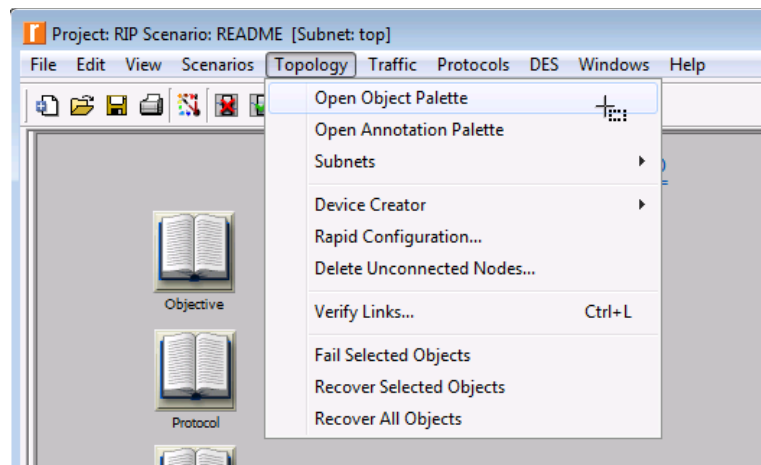 Project: RIP Scenario: README [Subnet: top]
File Edit View Scenarios Topology Traffic Protocols DES Windows Help
Open Object Palette
Open Annotation Palette
Subnets
Device Creator
Rapid Configuration...
Delete Unconnected Nodes...
Verify Links... Ctrl+L
Fail Selected Objects
Recover Selected Objects
Recover All Objects
Objective
Protocol